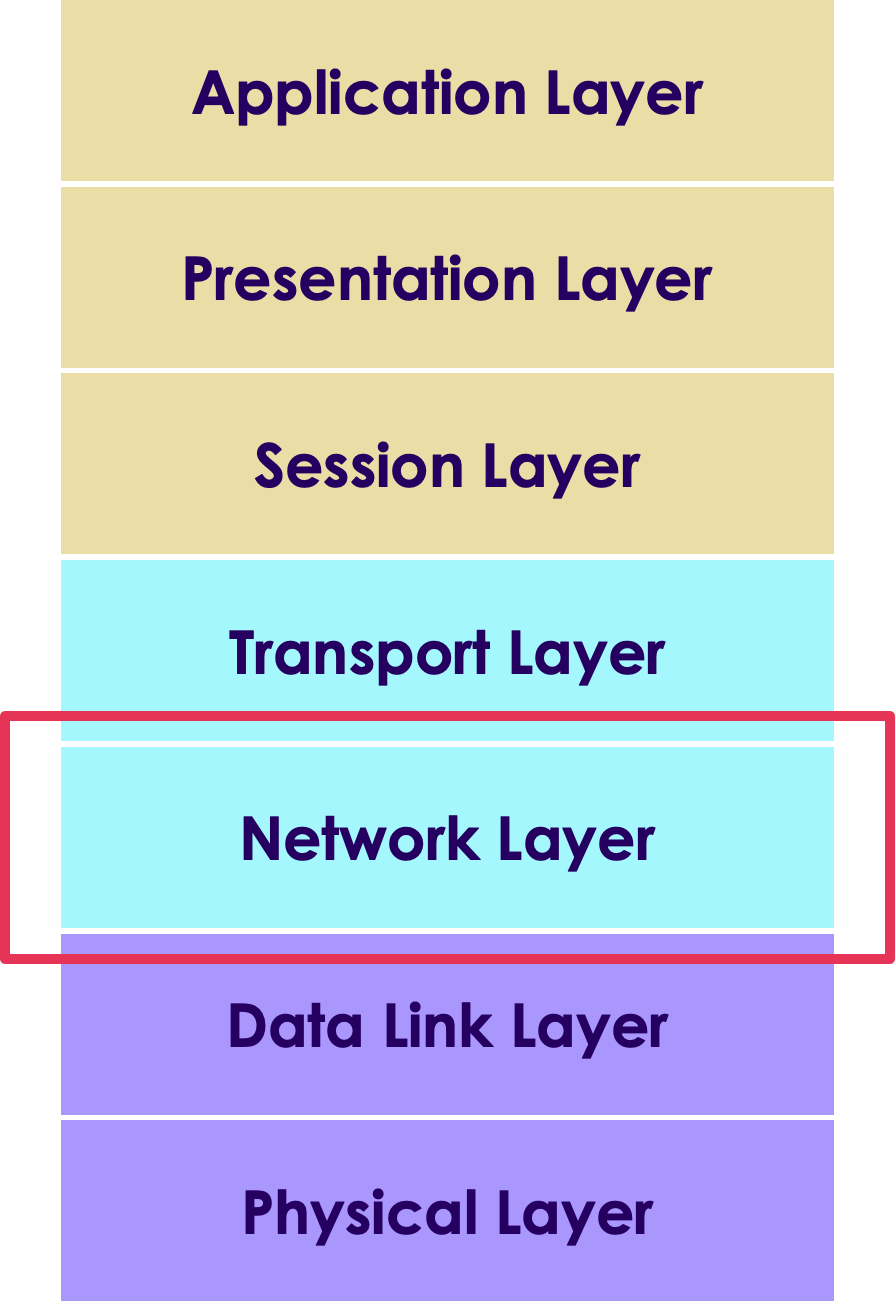 Application Layer
Presentation Layer
Session Layer
Transport Layer
Network Layer
Data Link Layer
Physical Layer